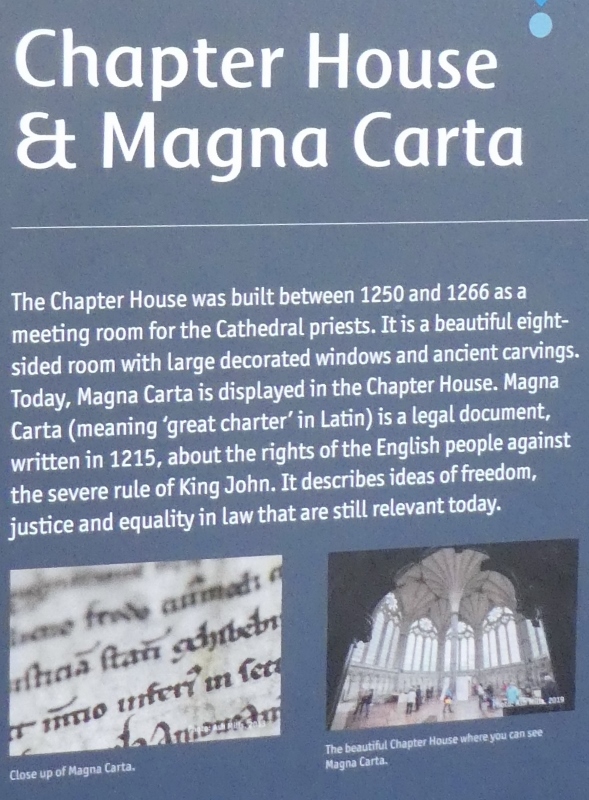 Chapter House
& Magna Carta
The Chapter House was built between 1250 and 1266 as a
meeting room for the Cathedral priests. It is a beautiful eight-
sided room with large decorated windows and ancient carvings.
Today, Magna Carta is displayed in the Chapter House. Magna
Carta (meaning ‘great charter’ in Latin) is a legal document,
written in 1215, about the rights of the English people against
the severe rule of King John. It describes ideas of freedom,
justice and equality in law that are still relevant today.
Photo: Ash Mills, 2019
Close up of Magna Carta.
The beautiful Chapter House where you can see
Magna Carta.